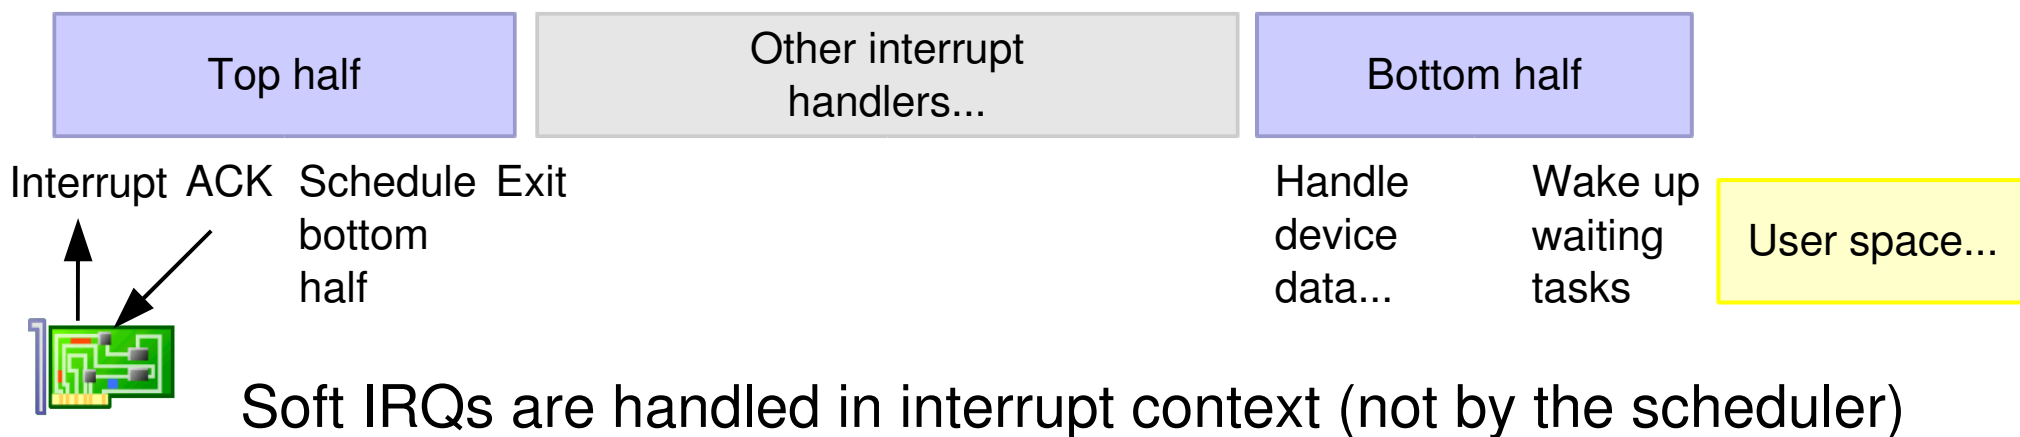 Top half
Other interrupt
handlers...
Bottom half
Interrupt ACK Schedule Exit
bottom
half
Handle
device
data...
Wake up
waiting
tasks
User space...
Soft IRQs are handled in interrupt context (not by the scheduler)